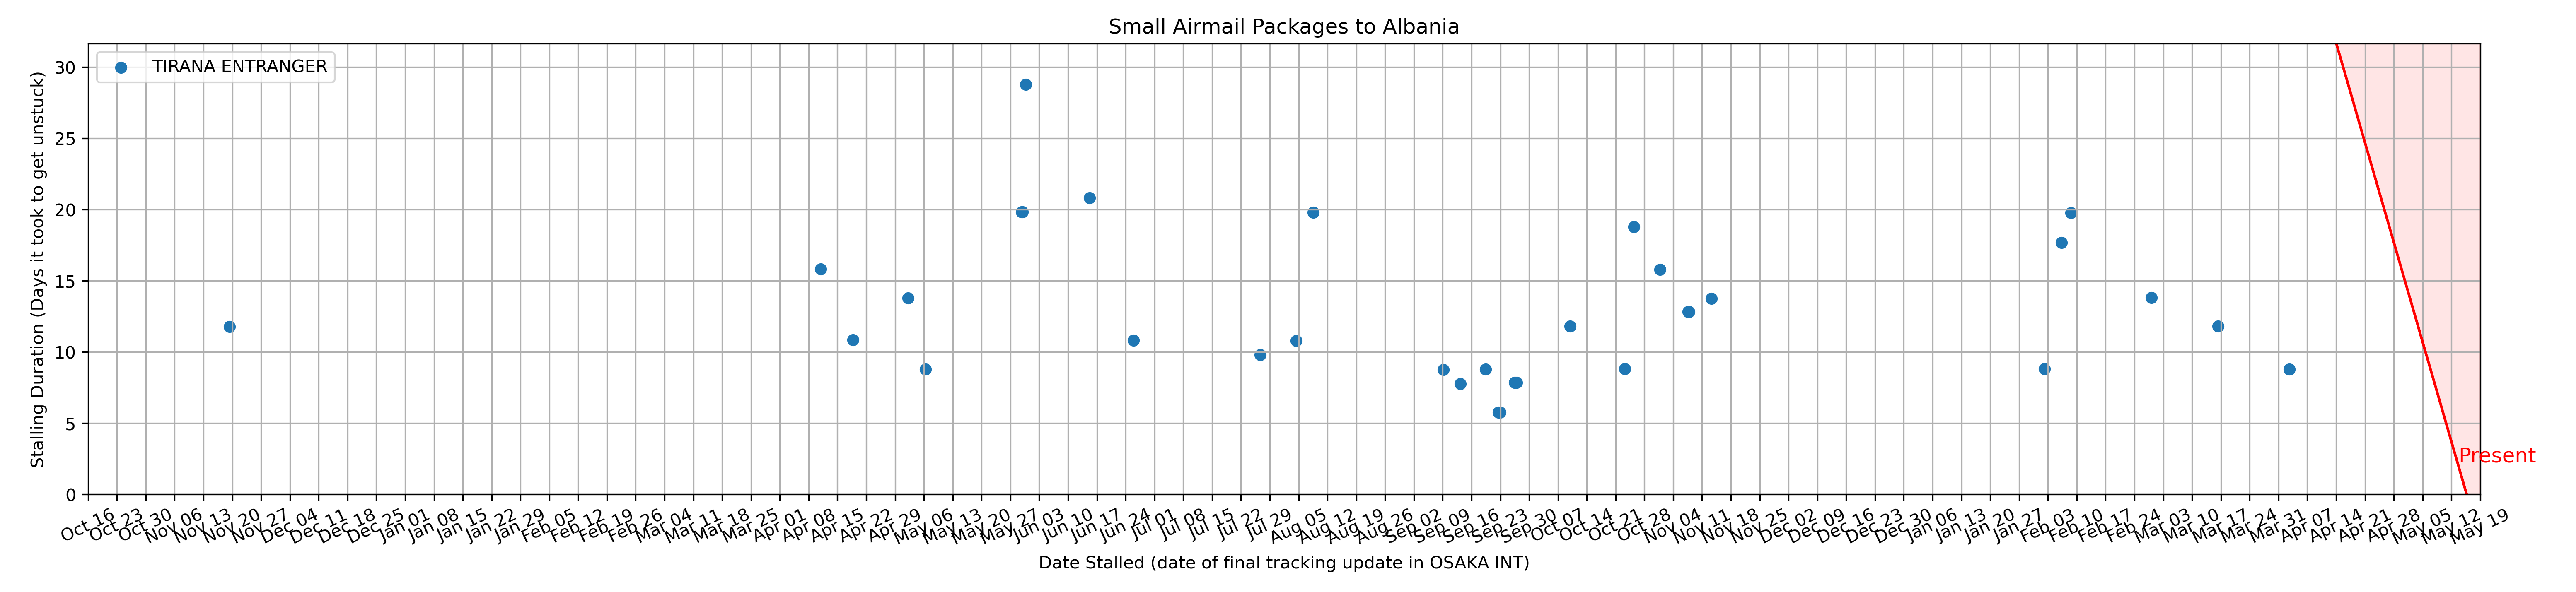 Small Airmail Packages to Albania
TIRANA ENTRANGER
Stalling Duration (Days it took to get unstuck)
30
25
20
15
10
5
0
Present
Oct 16
Oct 23
Oct 30
Nov 06
Nov 13
Nov 20
Nov 27
Dec 04
Dec 11
Dec 18
Dec 25
Jan 01
Jan 08
Jan 15
Jan 22
Jan 29
Feb 05
Feb 12
Feb 19
Feb 26
Mar 04
Mar 11
Mar 18
Mar 25
Apr 01
Apr 08
Apr 15
Apr 22
Apr 29
May 06
May 13
May 20
May 27
Jun 03
Jun 10
Jun 17
Jun 24
Jul 01
Jul 08
Jul 15
Jul 22
Jul 29
Aug 05
Aug 12
Aug 19
Aug 26
Sep 02
Sep 09
Sep 16
Sep 23
Sep 30
Oct 07
Oct 14
Oct 21
Oct 28
Nov 04
Nov 11
Nov 18
Nov 25
Dec 02
Dec 09
Dec 16
Dec 23
Dec 30
Jan 06
Jan 13
Jan 20
Jan 27
Feb 03
Feb 10
Feb 17
Feb 24
Mar 03
Mar 10
Mar 17
Mar 24
Mar 31
Apr 07
Apr 14
Apr 21
Apr 28
May 05
May 12
May 19
Date Stalled (date of final tracking update in OSAKA INT)